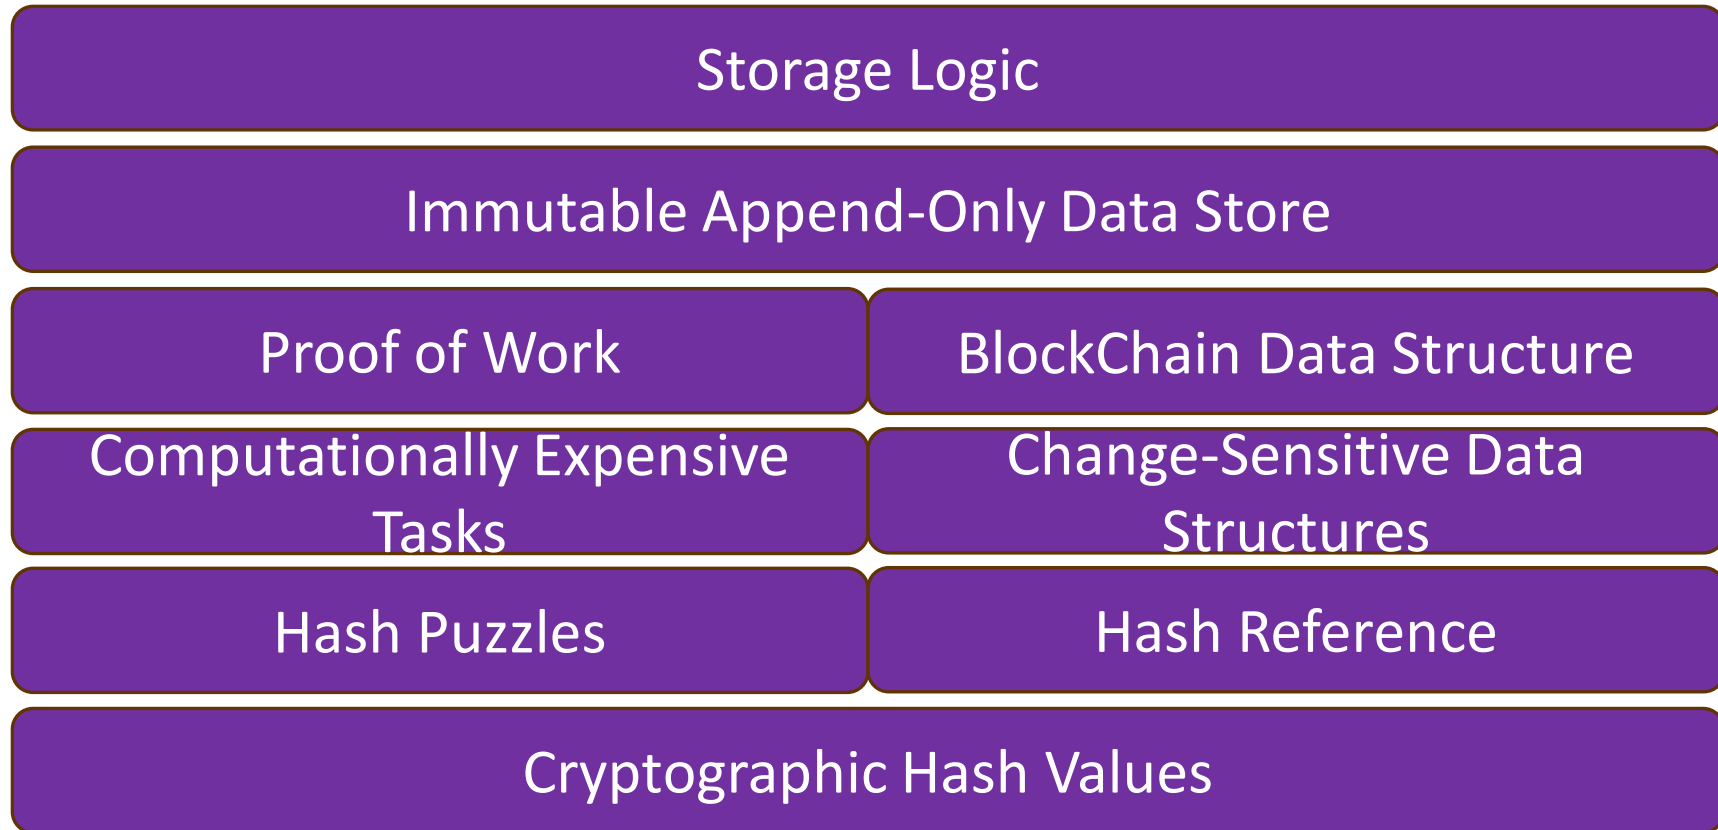 Storage Logic
Immutable Append-Only Data Store
Proof of Work
BlockChain Data Structure
Computationally Expensive
Tasks
Change-Sensitive Data
Structures
Hash Puzzles
Hash Reference
Cryptographic Hash Values